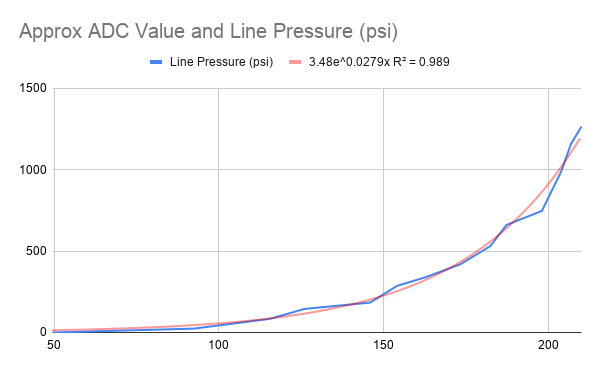 Approx ADC Value and Line Pressure (psi)
Line Pressure (psi) 3.48e^0.0279x R² = 0.989
1500
1000
500
0
50 100 150 200